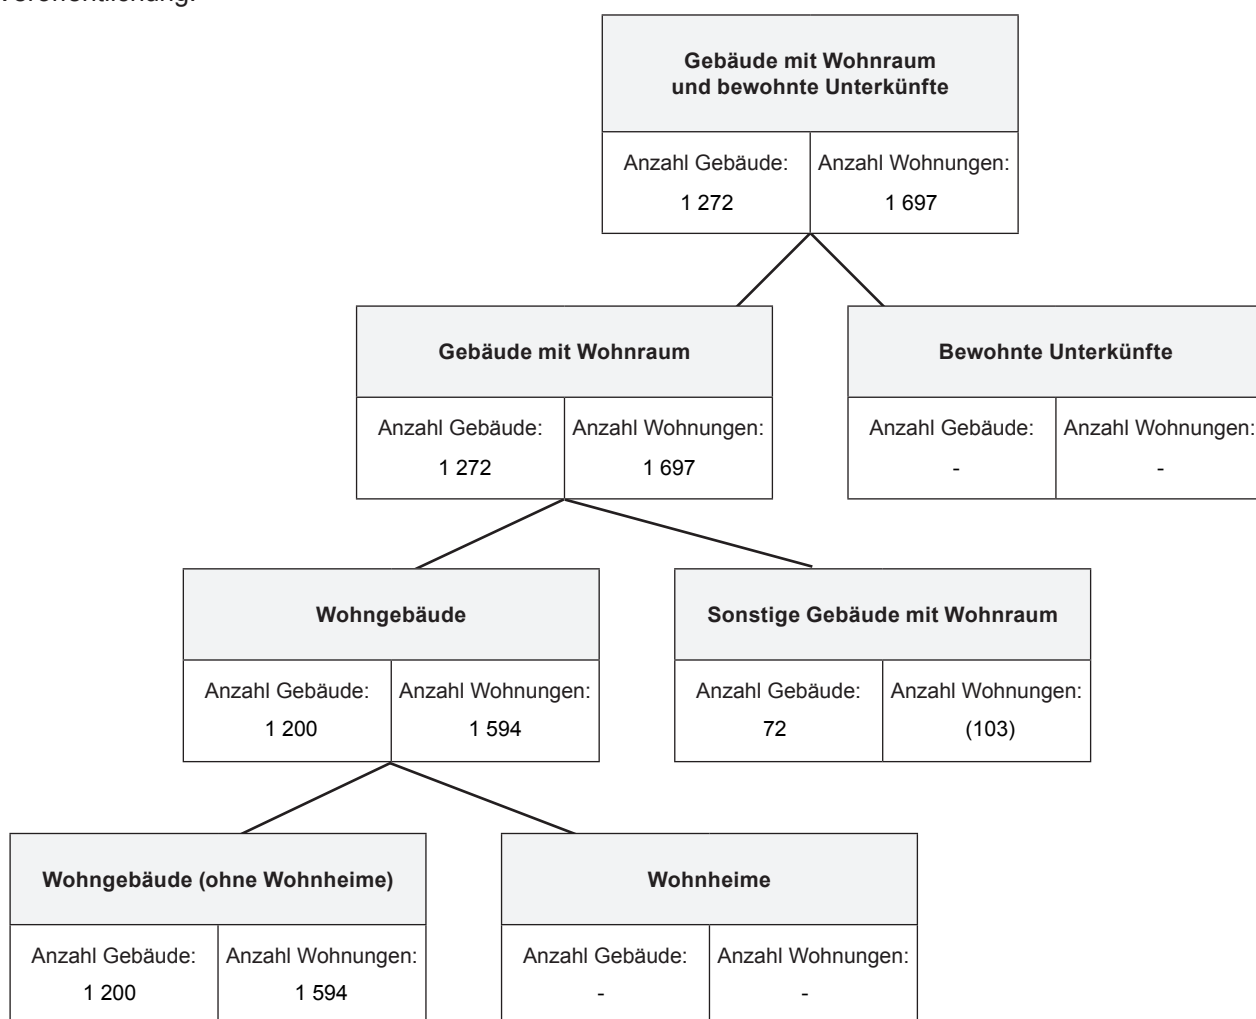 Veröffentlichung.
Gebäude mit Wohnraum
und bewohnte Unterkünfte
Anzahl Gebäude: Anzahl Wohnungen:
1 272 1 697
Gebäude mit Wohnraum Bewohnte Unterkünfte
Anzahl Gebäude: Anzahl Wohnungen: Anzahl Gebäude: Anzahl Wohnungen:
1 272 1 697 - -
Wohngebäude Sonstige Gebäude mit Wohnraum
Anzahl Gebäude: Anzahl Wohnungen: Anzahl Gebäude: Anzahl Wohnungen:
1 200 1 594 72 (103)
Wohngebäude (ohne Wohnheime) Wohnheime
Anzahl Gebäude: Anzahl Wohnungen: Anzahl Gebäude: Anzahl Wohnungen:
1 200 1 594 - -